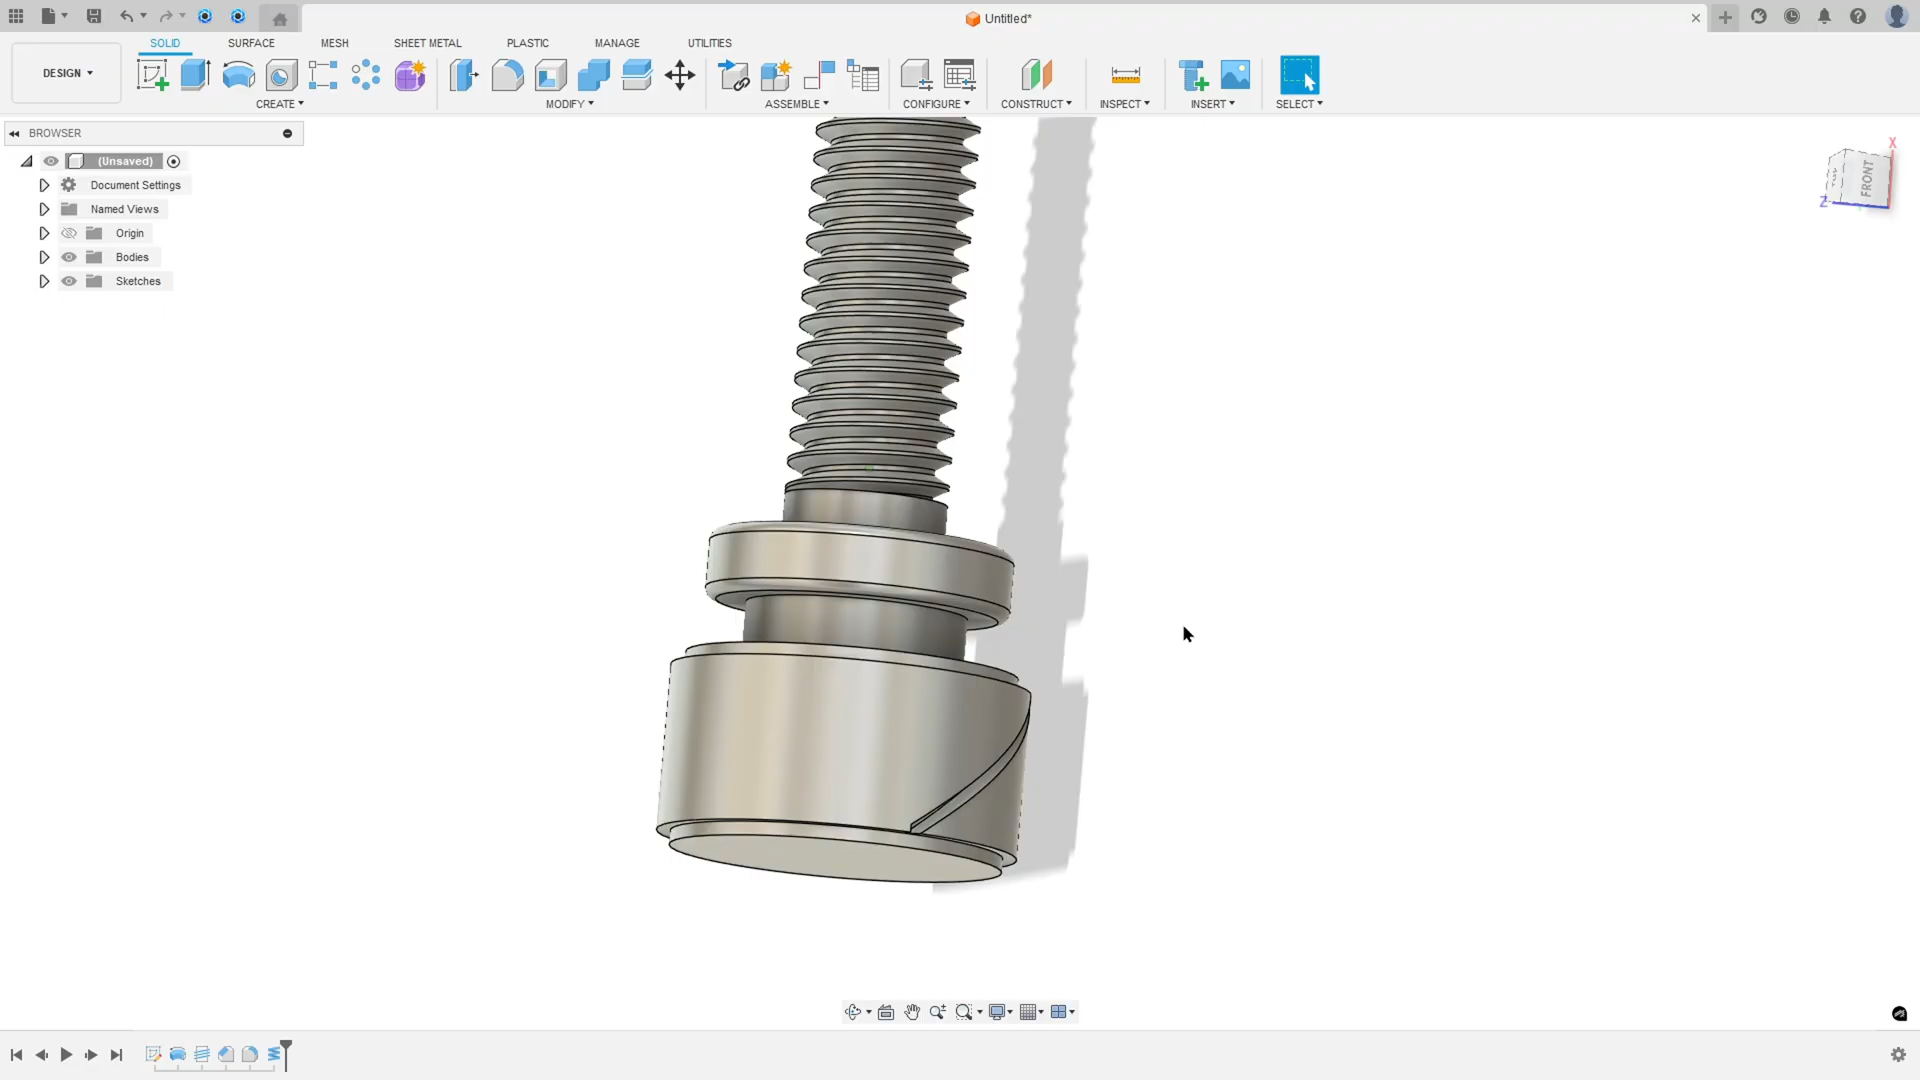 Untitled*
SOLID SURFACE MESH SHEET METAL PLASTIC MANAGE UTILITIES
DESIGN
CREATE MODIFY ASSEMBLE CONFIGURE CONSTRUCT INSPECT INSERT SELECT
BROWSER
(Unsaved)
Document Settings
Named Views
Origin
Bodies
Sketches
X
FRONT
Z